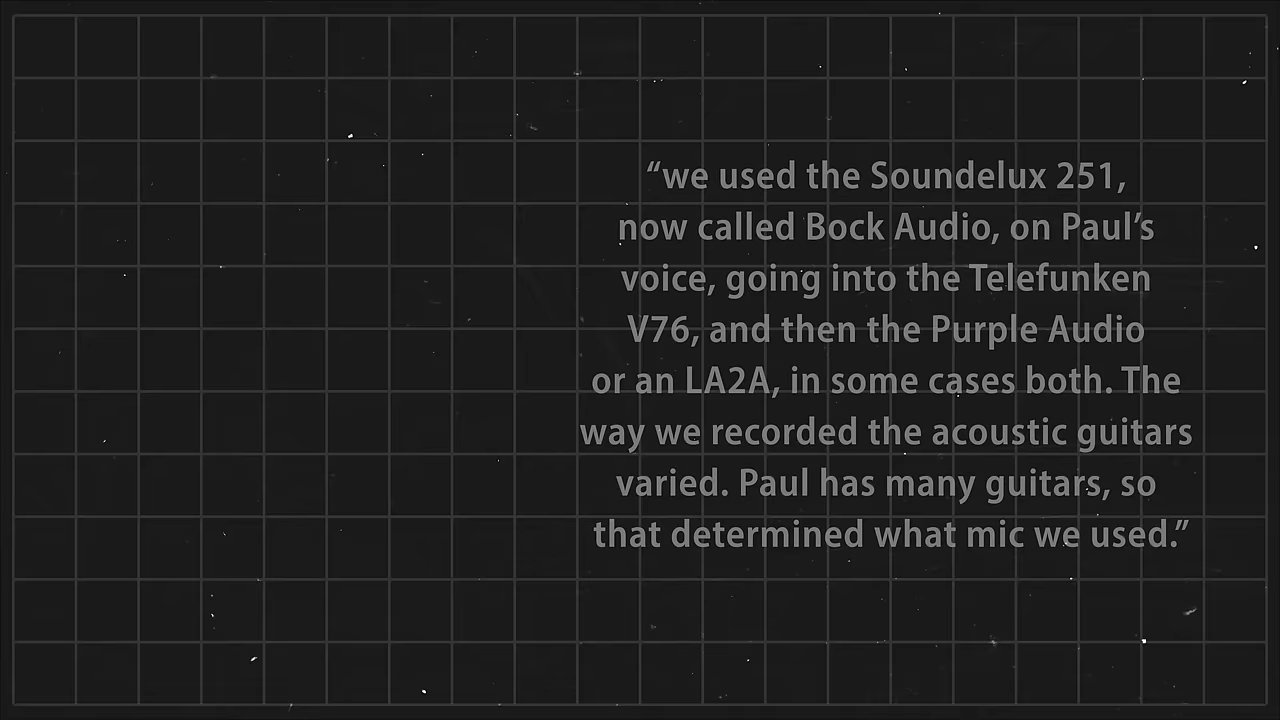 “we used the Soundelux 251,
now called Bock Audio, on Paul’s
voice, going into the Telefunken
V76, and then the Purple Audio
or an LA2A, in some cases both. The
way we recorded the acoustic guitars
varied. Paul has many guitars, so
that determined what mic we used.”